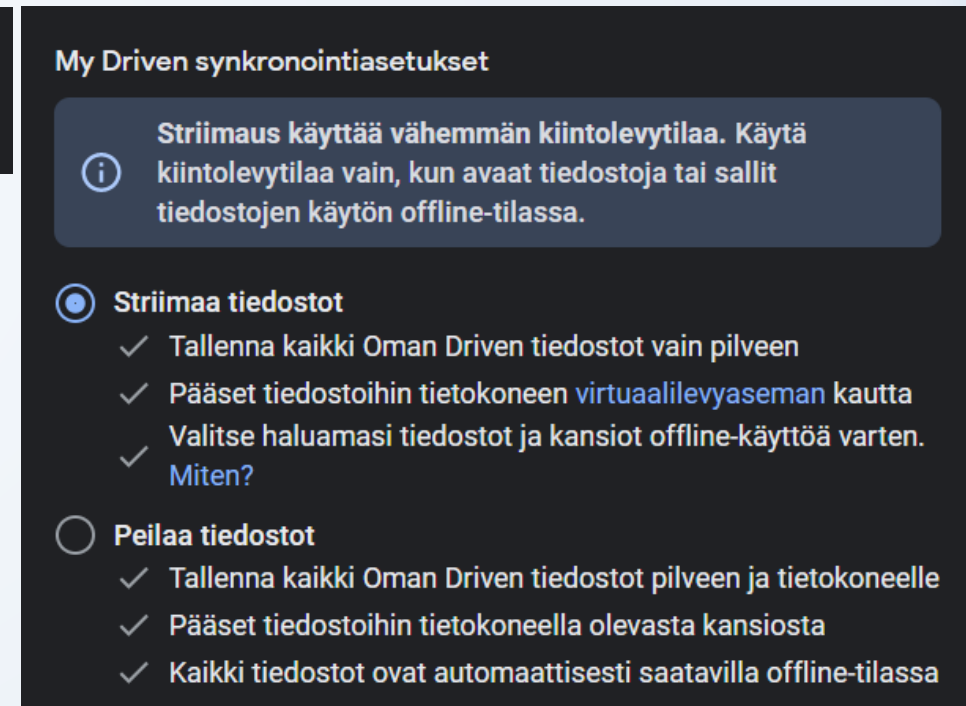 My Driven synkronointiasetukset
Striimaus käyttää vähemmän kiintolevytilaa. Käytä
kiintolevytilaa vain, kun avaat tiedostoja tai sallit
tiedostojen käytön offline-tilassa.
Striimaa tiedostot
Tallenna kaikki Oman Driven tiedostot vain pilveen
Pääset tiedostoihin tietokoneen virtuaalilevyaseman kautta
Valitse haluamasi tiedostot ja kansiot offline-käyttöä varten.
Miten?
Peilaa tiedostot
Tallenna kaikki Oman Driven tiedostot pilveen ja tietokoneelle
Pääset tiedostoihin tietokoneella olevasta kansiosta
Kaikki tiedostot ovat automaattisesti saatavilla offline-tilassa